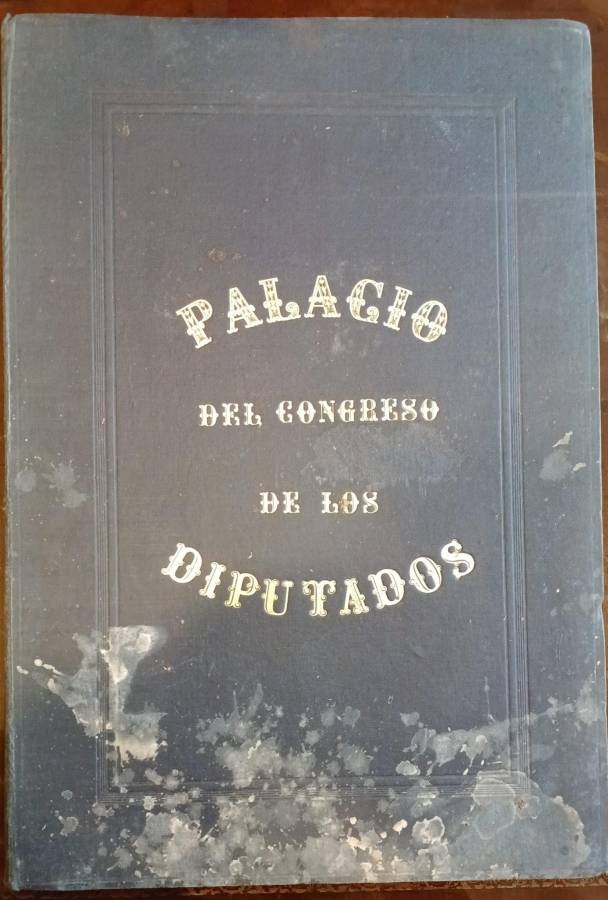 PALACIO
DEL CONGRESO
DE LOS
DIPUTADOS